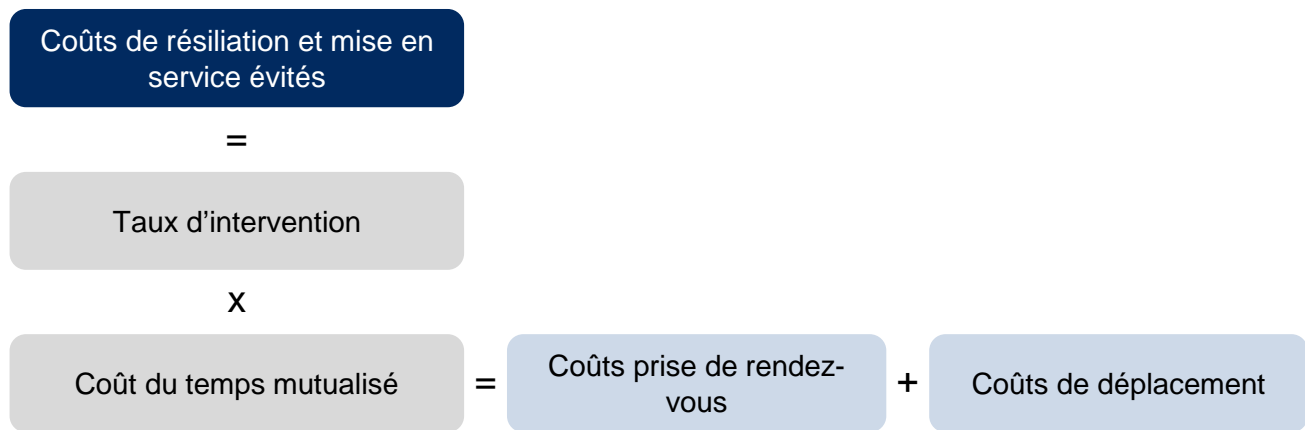 Coûts de résiliation et mise en
service évités
=
Taux d'intervention
x
Coût du temps mutualisé = Coûts prise de rendez-
vous + Coûts de déplacement